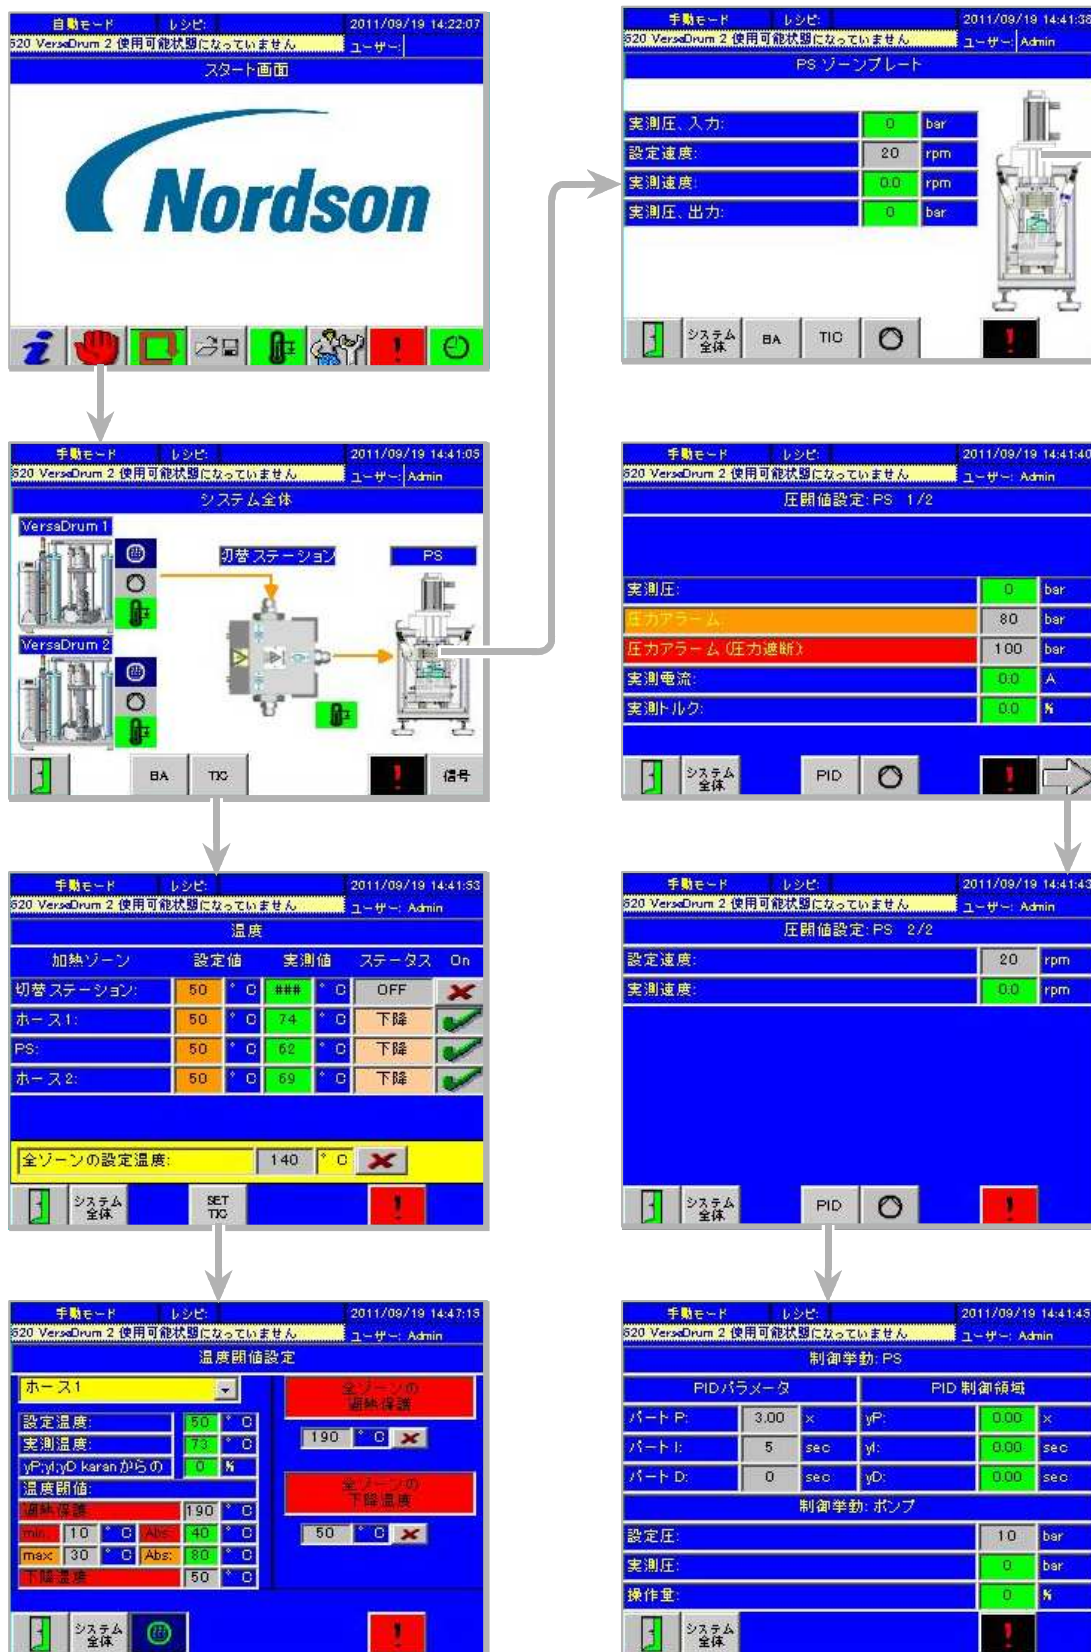 自動モード レシピ: 2011/09/19 14:22:07
520 VersaDrum 2 使用可能状態になっていません ユーザー:
スタート画面
Nordson
手動モード レシピ: 2011/09/19 14:41:05
520 VersaDrum 2 使用可能状態になっていません ユーザー: Admin
システム全体
VersaDrum 1
切替ステーション PS
VersaDrum 2
BA TIC ! 信号
手動モード レシピ: 2011/09/19 14:41:53
520 VersaDrum 2 使用可能状態になっていません ユーザー: Admin
温度
加熱ゾーン 設定値 実測値 ステータス On
切替ステーション: 50 ° C ### ° C OFF
ホース1: 50 ° C 74 ° C 下降
PS: 50 ° C 62 ° C 下降
ホース2: 50 ° C 69 ° C 下降
全ゾーンの設定温度: 140 ° C
システム全体 SET TIC !
手動モード レシピ: 2011/09/19 14:47:15
520 VersaDrum 2 使用可能状態になっていません ユーザー: Admin
温度閾値設定
ホース1
全ゾーンの
過熱保護
設定温度: 50 ° C
実測温度: 73 ° C
190 ° C
yP;yI;yD karan からの 0 %
温度閾値:
全ゾーンの
下降温度
過熱保護 190 ° C
min: 10 ° C Abs: 40 ° C
50 ° C
max: 30 ° C Abs: 80 ° C
下降温度 50 ° C
システム全体 !
手動モード レシピ: 2011/09/19 14:41:38
520 VersaDrum 2 使用可能状態になっていません ユーザー: Admin
PS ゾーンプレート
実測圧、入力: 0 bar
設定速度: 20 rpm
実測速度: 0.0 rpm
実測圧、出力: 0 bar
システム全体 BA TIC !
手動モード レシピ: 2011/09/19 14:41:40
520 VersaDrum 2 使用可能状態になっていません ユーザー: Admin
圧閾値設定: PS 1/2
実測圧: 0 bar
圧力アラーム: 80 bar
圧力アラーム (圧力遮断): 100 bar
実測電流: 0.0 A
実測トルク: 0.0 %
システム全体 PID !
手動モード レシピ: 2011/09/19 14:41:43
520 VersaDrum 2 使用可能状態になっていません ユーザー: Admin
圧閾値設定: PS 2/2
設定速度: 20 rpm
実測速度: 0.0 rpm
システム全体 PID !
手動モード レシピ: 2011/09/19 14:41:45
520 VersaDrum 2 使用可能状態になっていません ユーザー: Admin
制御挙動: PS
PIDパラメータ PID 制御領域
パート P: 3.00 x yP: 0.00 x
パート I: 5 sec yI: 0.00 sec
パート D: 0 sec yD: 0.00 sec
制御挙動: ポンプ
設定圧: 10 bar
実測圧: 0 bar
操作量: 0 %
システム全体 !